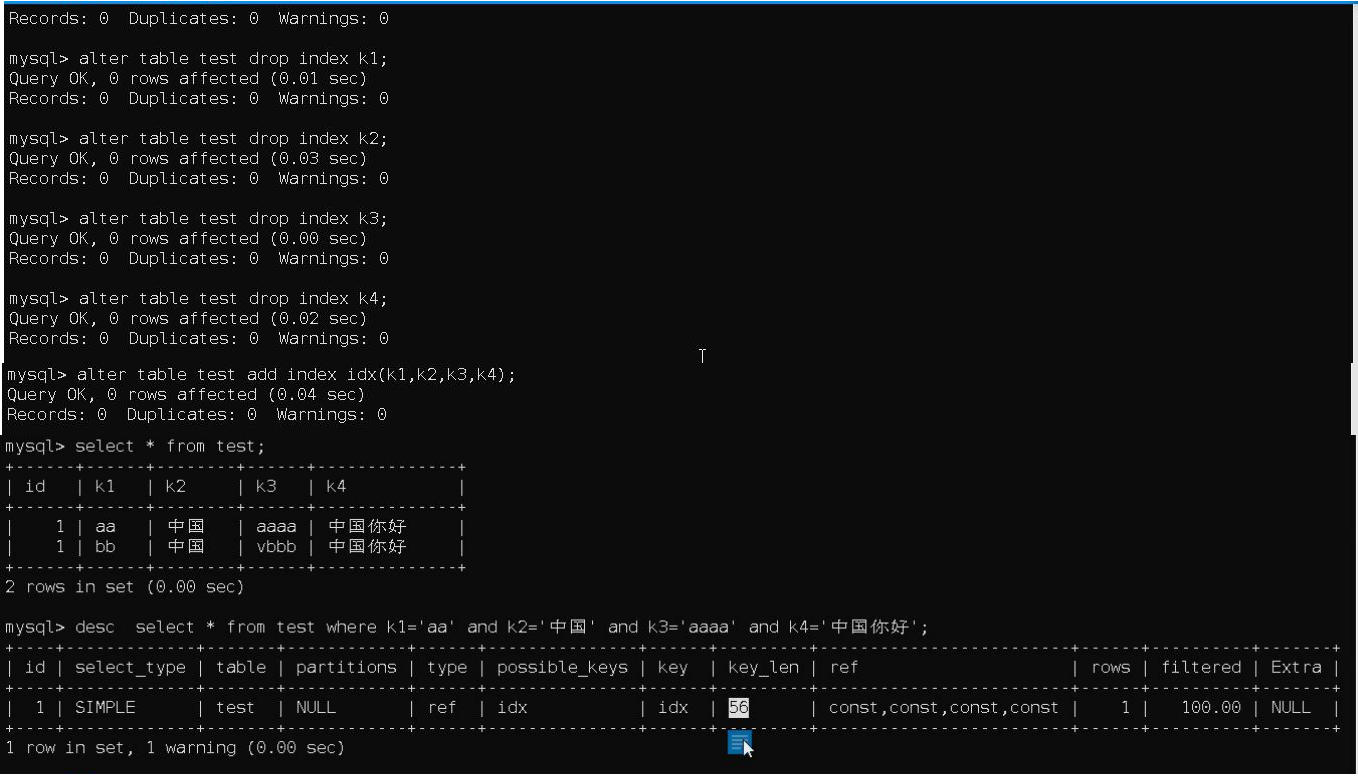 Records: 0  Duplicates: 0  Warnings: 0
mysql> alter table test drop index k1;
Query OK, 0 rows affected (0.01 sec)
Records: 0  Duplicates: 0  Warnings: 0
mysql> alter table test drop index k2;
Query OK, 0 rows affected (0.03 sec)
Records: 0  Duplicates: 0  Warnings: 0
mysql> alter table test drop index k3;
Query OK, 0 rows affected (0.00 sec)
Records: 0  Duplicates: 0  Warnings: 0
mysql> alter table test drop index k4;
Query OK, 0 rows affected (0.02 sec)
Records: 0  Duplicates: 0  Warnings: 0
mysql> alter table test add index idx(k1,k2,k3,k4);
Query OK, 0 rows affected (0.04 sec)
Records: 0  Duplicates: 0  Warnings: 0
mysql> select * from test;
+------+------+--------+------+--------------+
| id   | k1   | k2     | k3   | k4           |
+------+------+--------+------+--------------+
|    1 | aa   | 中国   | aaaa | 中国你好     |
|    1 | bb   | 中国   | vbbb | 中国你好     |
+------+------+--------+------+--------------+
2 rows in set (0.00 sec)
mysql> desc  select * from test where k1='aa' and k2='中国' and k3='aaaa' and k4='中国你好';
+----+-------------+-------+------------+------+---------------+------+---------+-------------------------+------+----------+-------+
| id | select_type | table | partitions | type | possible_keys | key  | key_len | ref                     | rows | filtered | Extra |
+----+-------------+-------+------------+------+---------------+------+---------+-------------------------+------+----------+-------+
|  1 | SIMPLE      | test  | NULL       | ref  | idx           | idx  | 56      | const,const,const,const |    1 |   100.00 | NULL  |
+----+-------------+-------+------------+------+---------------+------+---------+-------------------------+------+----------+-------+
1 row in set, 1 warning (0.00 sec)